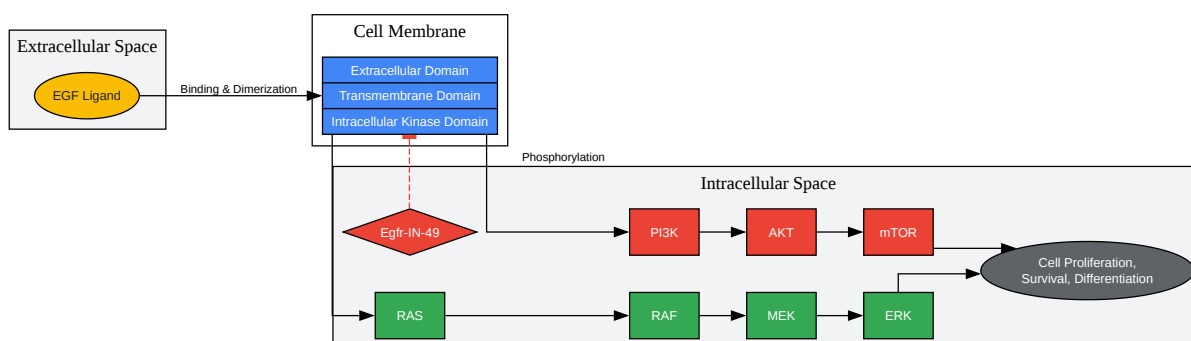 Extracellular Space
EGF Ligand
Binding & Dimerization
Cell Membrane
Extracellular Domain
Transmembrane Domain
Intracellular Kinase Domain
Phosphorylation
Intracellular Space
Egfr-IN-49
PI3K
AKT
mTOR
Cell Proliferation,
Survival, Differentiation
RAS
RAF
MEK
ERK